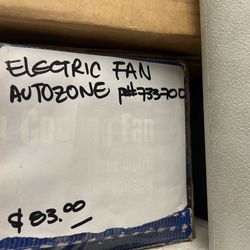 ELECTRIC FAN
AUTOZONE P#733700
Cooling Fan
$83.00